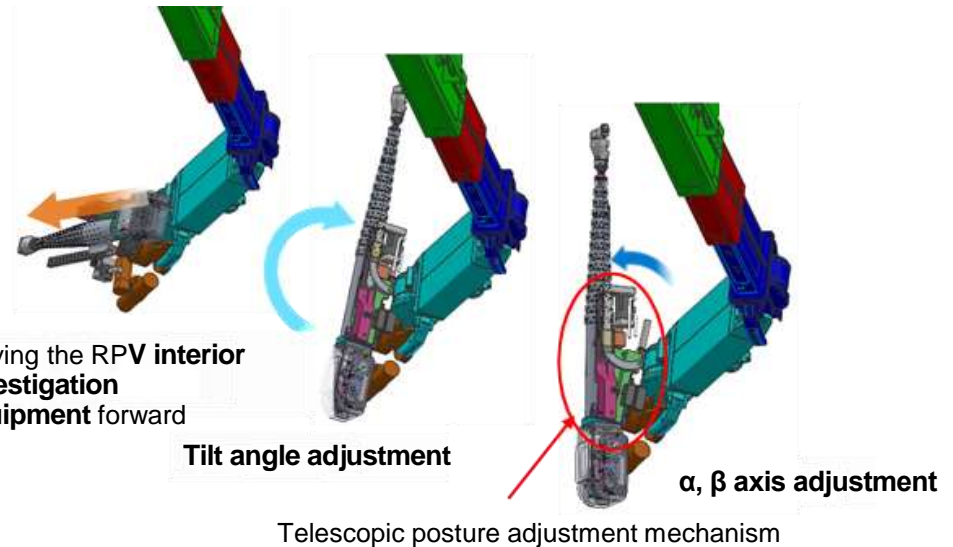 ving the RPV interior
estigation
uipment forward
Tilt angle adjustment
α, β axis adjustment
Telescopic posture adjustment mechanism